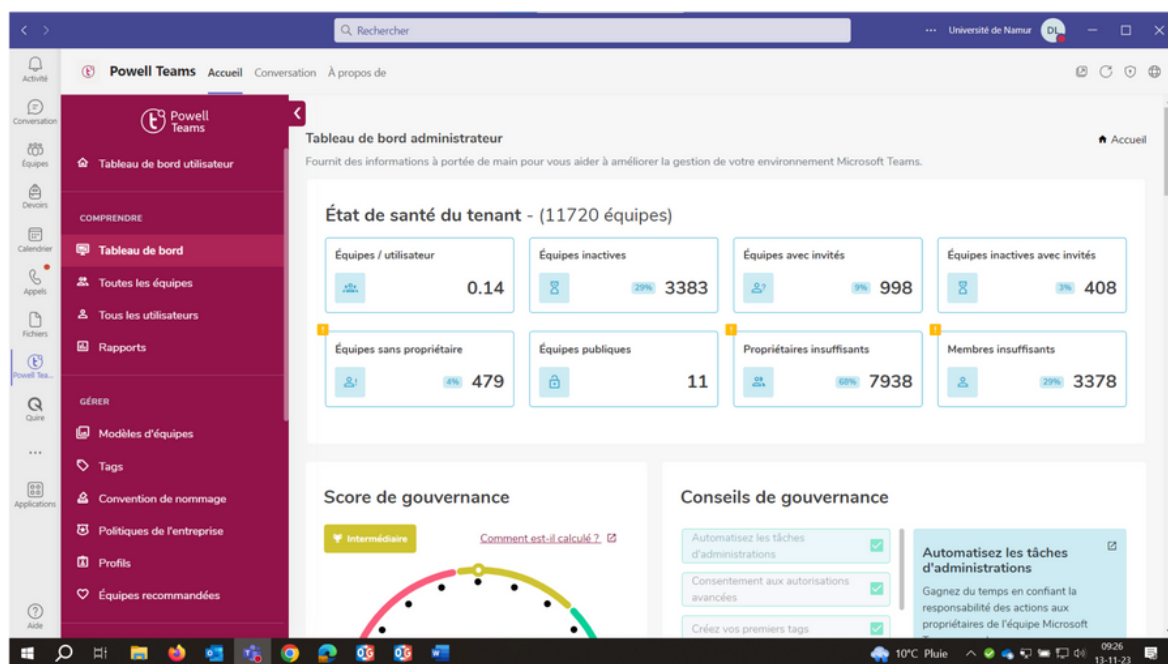 Rechercher
Université de Namur
DL
Activité
Conversation
Équipes
Devoirs
Calendrier
Appels
Fichiers
Powell Tea...
Quire
Applications
Aide
Powell Teams Accueil Conversation À propos de
Powell
Teams
Tableau de bord utilisateur
COMPRENDRE
Tableau de bord
Toutes les équipes
Tous les utilisateurs
Rapports
GÉRER
Modèles d'équipes
Tags
Convention de nommage
Politiques de l'entreprise
Profils
Équipes recommandées
Tableau de bord administrateur
Accueil
Fournit des informations à portée de main pour vous aider à améliorer la gestion de votre environnement Microsoft Teams.
État de santé du tenant - (11720 équipes)
Équipes / utilisateur
0.14
Équipes inactives
29% 3383
Équipes avec invités
9% 998
Équipes inactives avec invités
3% 408
Équipes sans propriétaire
4% 479
Équipes publiques
11
Propriétaires insuffisants
68% 7938
Membres insuffisants
29% 3378
Score de gouvernance
Intermédiaire
Comment est-il calculé ?
Conseils de gouvernance
Automatisez les tâches
d'administrations
Consentement aux autorisations
avancées
Créez vos premiers tags
Automatisez les tâches
d'administrations
Gagnez du temps en confiant la
responsabilité des actions aux
propriétaires de l'équipe Microsoft
10°C Pluie
09:26
13-11-23